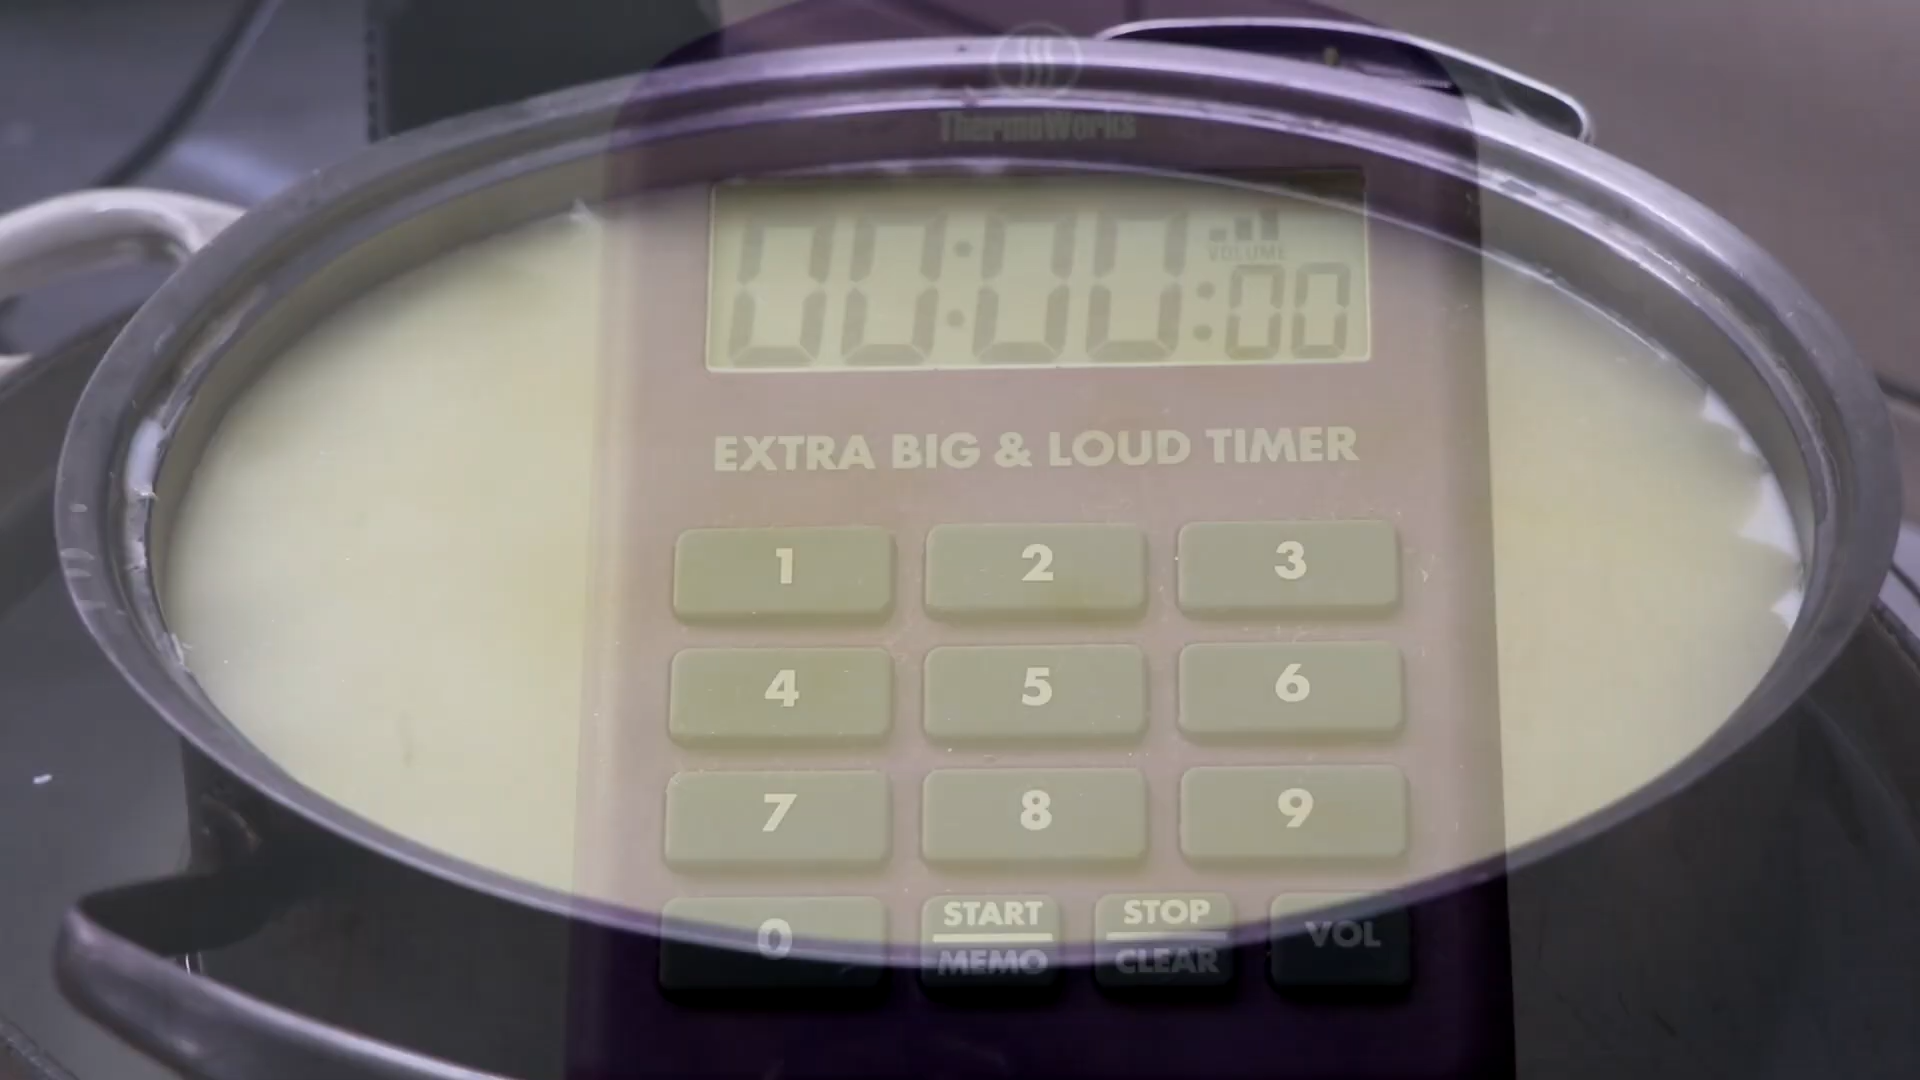 ThermoWorks
00:00:00
VOLUME
EXTRA BIG & LOUD TIMER
1 2 3
4 5 6
7 8 9
0 START STOP VOL
MEMO CLEAR